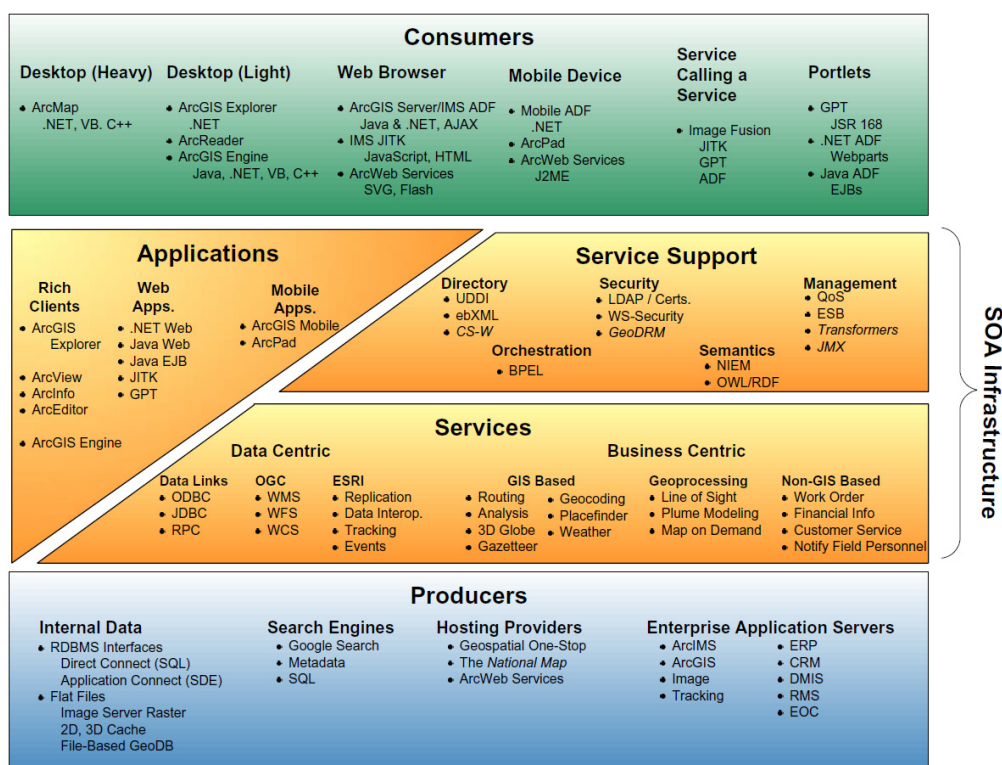 Consumers
Desktop (Heavy)
ArcMap
.NET, VB. C++
Desktop (Light)
ArcGIS Explorer
.NET
ArcReader
ArcGIS Engine
Java, .NET, VB, C++
Web Browser
ArcGIS Server/IMS ADF
Java & .NET, AJAX
IMS JITK
JavaScript, HTML
ArcWeb Services
SVG, Flash
Mobile Device
Mobile ADF
.NET
ArcPad
ArcWeb Services
J2ME
Service
Calling a
Service
Image Fusion
JITK
GPT
ADF
Portlets
GPT
JSR 168
.NET ADF
Webparts
Java ADF
EJBs
Applications
Rich
Clients
ArcGIS
Explorer
ArcView
ArcInfo
ArcEditor
ArcGIS Engine
Web
Apps.
.NET Web
Java Web
Java EJB
JITK
GPT
Mobile
Apps.
ArcGIS Mobile
ArcPad
Service Support
Directory
UDDI
ebXML
CS-W
Security
LDAP / Certs.
WS-Security
GeoDRM
Management
QoS
ESB
Transformers
JMX
Orchestration
BPEL
Semantics
NIEM
OWL/RDF
SOA Infrastructure
Services
Data Centric
Data Links
ODBC
JDBC
RPC
OGC
WMS
WFS
WCS
ESRI
Replication
Data Interop.
Tracking
Events
Business Centric
GIS Based
Routing
Analysis
3D Globe
Gazetteer
Geocoding
Placefinder
Weather
Geoprocessing
Line of Sight
Plume Modeling
Map on Demand
Non-GIS Based
Work Order
Financial Info
Customer Service
Notify Field Personnel
Producers
Internal Data
RDBMS Interfaces
Direct Connect (SQL)
Application Connect (SDE)
Flat Files
Image Server Raster
2D, 3D Cache
File-Based GeoDB
Search Engines
Google Search
Metadata
SQL
Hosting Providers
Geospatial One-Stop
The National Map
ArcWeb Services
Enterprise Application Servers
ArcIMS
ArcGIS
Image
Tracking
ERP
CRM
DMIS
RMS
EOC